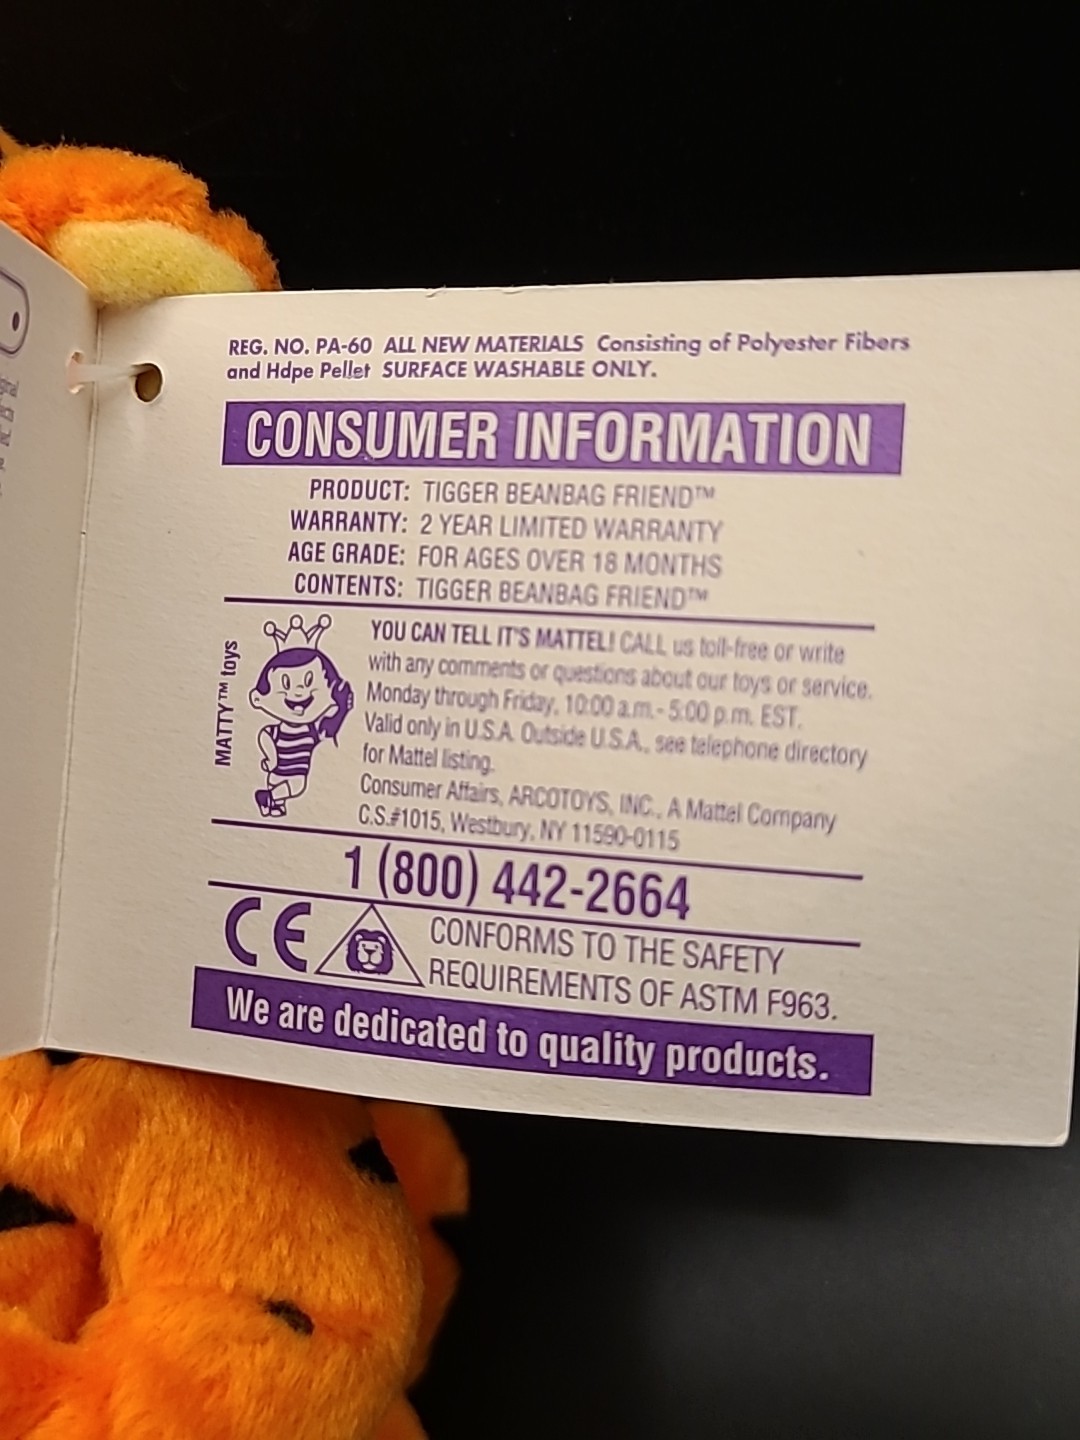 REG. NO. PA-60 ALL NEW MATERIALS Consisting of Polyester Fibers
and Hdpe Pellet SURFACE WASHABLE ONLY.
CONSUMER INFORMATION
PRODUCT: TIGGER BEANBAG FRIEND™
WARRANTY: 2 YEAR LIMITED WARRANTY
AGE GRADE: FOR AGES OVER 18 MONTHS
CONTENTS: TIGGER BEANBAG FRIEND™
MATTY™ toys
YOU CAN TELL IT'S MATTEL! CALL us toll-free or write
with any comments or questions about our toys or service.
Monday through Friday, 10:00 a.m. - 5:00 p.m. EST.
Valid only in U.S.A. Outside U.S.A., see telephone directory
for Mattel listing.
Consumer Affairs, ARCOTOYS, INC., A Mattel Company
C.S.#1015, Westbury, NY 11590-0115
1 (800) 442-2664
CE
CONFORMS TO THE SAFETY
REQUIREMENTS OF ASTM F963.
We are dedicated to quality products.